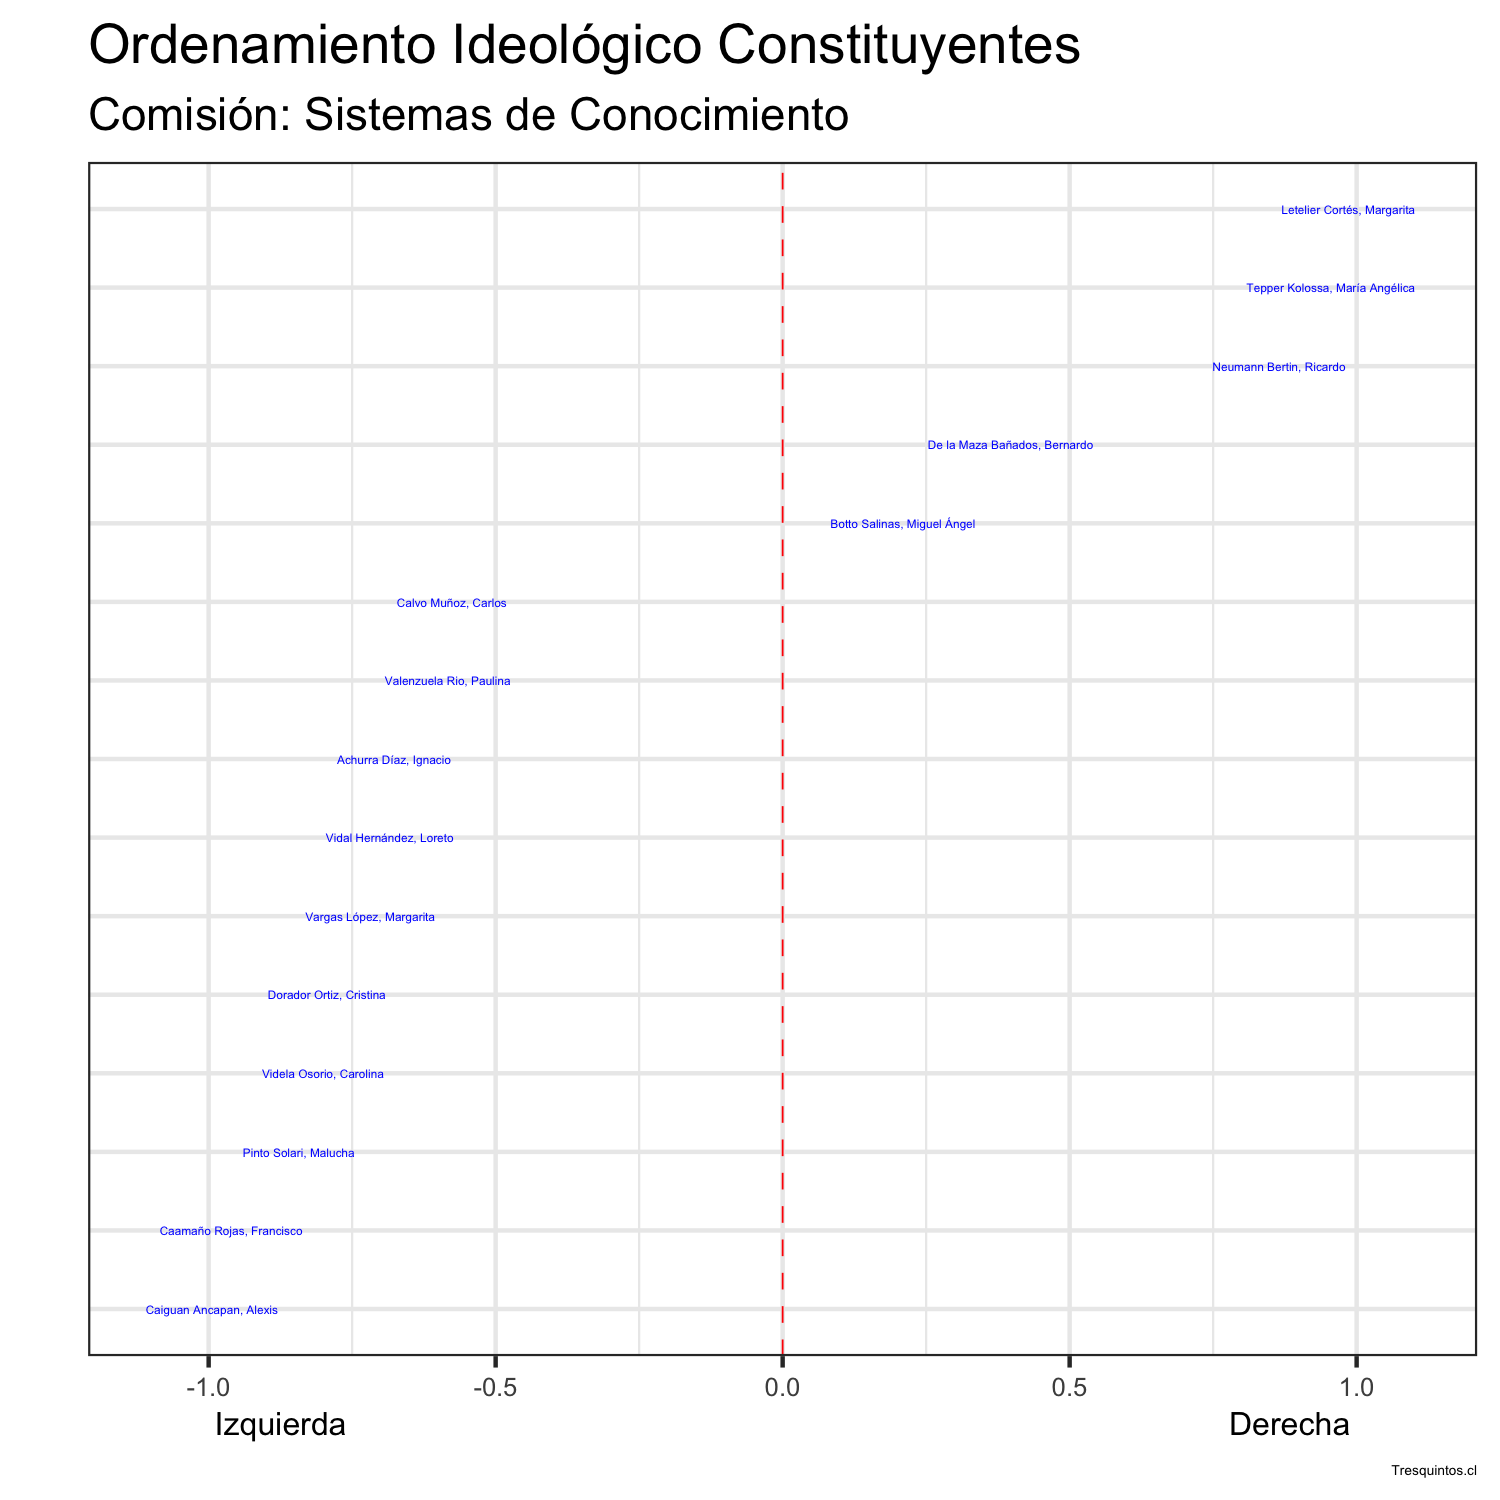 Ordenamiento Ideológico Constituyentes
Comisión: Sistemas de Conocimiento
Letelier Cortés, Margarita
Tepper Kolossa, María Angélica
Neumann Bertin, Ricardo
De la Maza Bañados, Bernardo
Botto Salinas, Miguel Ángel
Calvo Muñoz, Carlos
Valenzuela Rio, Paulina
Achurra Díaz, Ignacio
Vidal Hernández, Loreto
Vargas López, Margarita
Dorador Ortiz, Cristina
Videla Osorio, Carolina
Pinto Solari, Malucha
Caamaño Rojas, Francisco
Caiguan Ancapan, Alexis
-1.0 -0.5 0.0 0.5 1.0
Izquierda Derecha
Tresquintos.cl